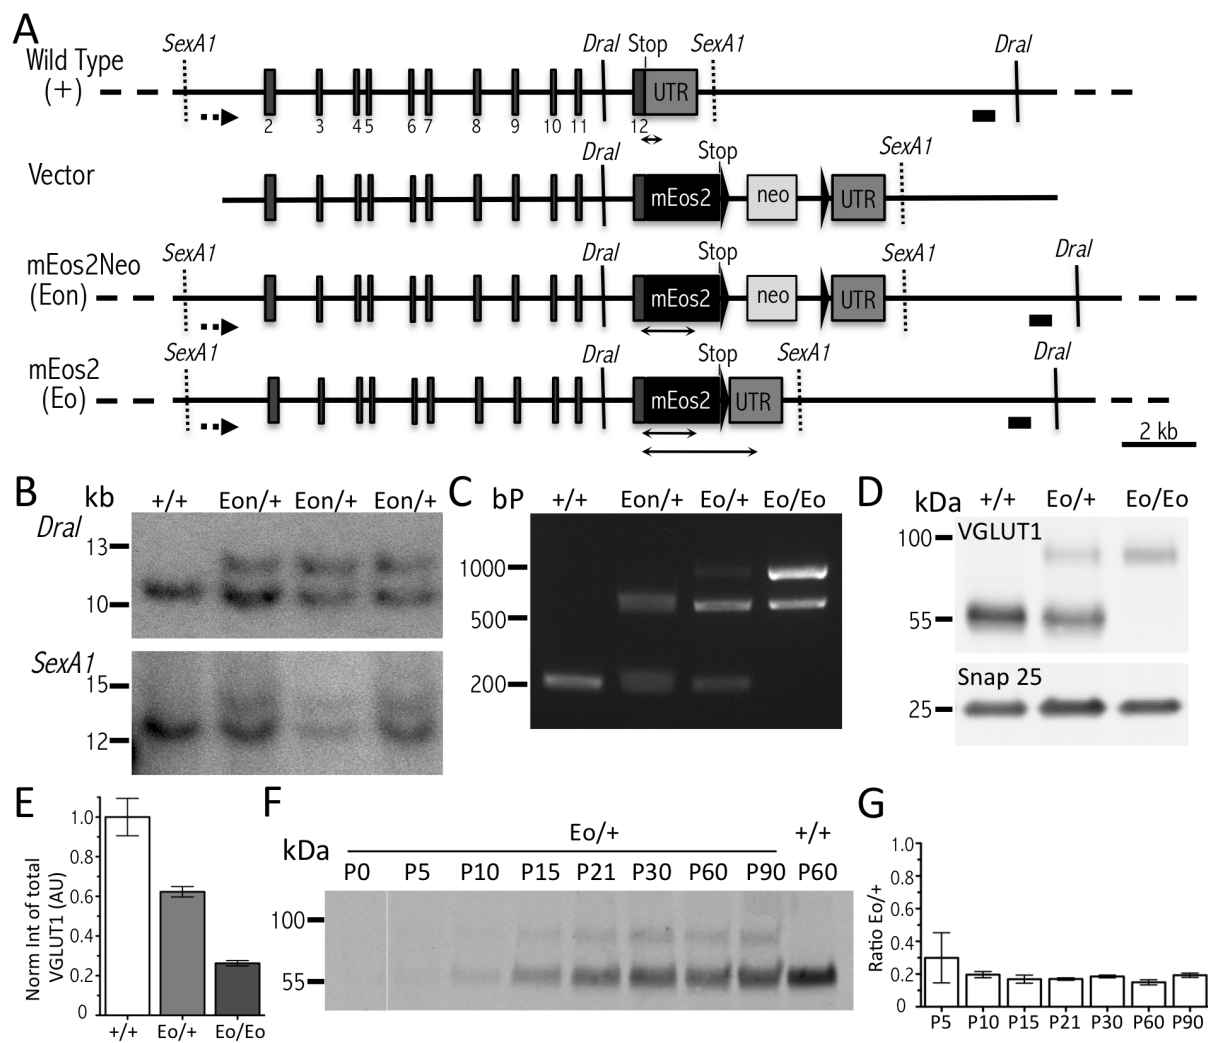 A
SexA1 DraI Stop SexA1 DraI
Wild Type
(+)
UTR
2 3 4 5 6 7 8 9 10 11 12
DraI Stop SexA1
Vector
mEos2 neo UTR
SexA1 DraI Stop SexA1 DraI
mEos2Neo
(Eon)
mEos2 neo UTR
SexA1 DraI Stop SexA1 DraI
mEos2
(Eo)
mEos2 UTR
2 kb
B kb +/+ Eon/+ Eon/+ Eon/+
DraI
13
10
SexA1
15
12
C bP +/+ Eon/+ Eo/+ Eo/Eo
1000
500
200
D kDa +/+ Eo/+ Eo/Eo
100 VGLUT1
55
Snap 25
25
E
Norm Int of total
VGLUT1 (AU)
1.0
0.8
0.6
0.4
0.2
0
+/+ Eo/+ Eo/Eo
F
Eo/+ +/+
kDa
P0 P5 P10 P15 P21 P30 P60 P90 P60
100
55
G
Ratio Eo/+
1.0
0.8
0.6
0.4
0.2
0
P5 P10 P15 P21 P30 P60 P90